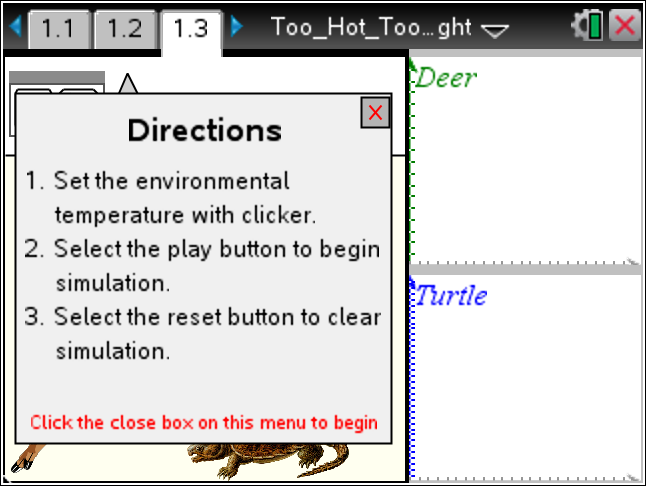 1.1 1.2 1.3 Too_Hot_Too...ght
Deer
Directions
1. Set the environmental
temperature with clicker.
2. Select the play button to begin
simulation.
3. Select the reset button to clear
simulation.
Click the close box on this menu to begin
Turtle